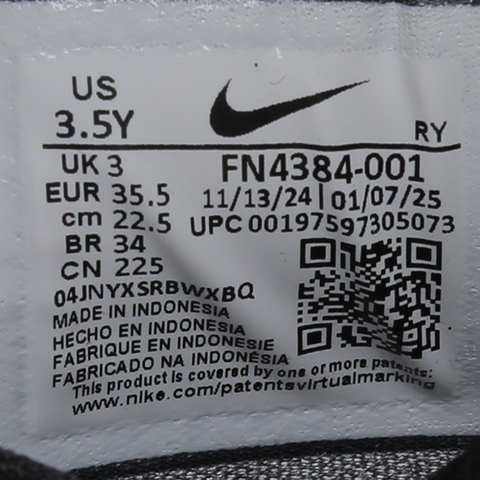 US
3.5Y
RY
UK 3
FN4384-001
EUR 35.5
11/13/24 | 01/07/25
cm 22.5
UPC 00197597305073
BR 34
CN 225
04JNYXSRBWXBQ
MADE IN INDONESIA
HECHO EN INDONESIA
FABRIQUE EN INDONESIE
FABRICADO NA INDONÉSIA
This product is covered by one or more patents:
www.nike.com/patentsvirtualmarking